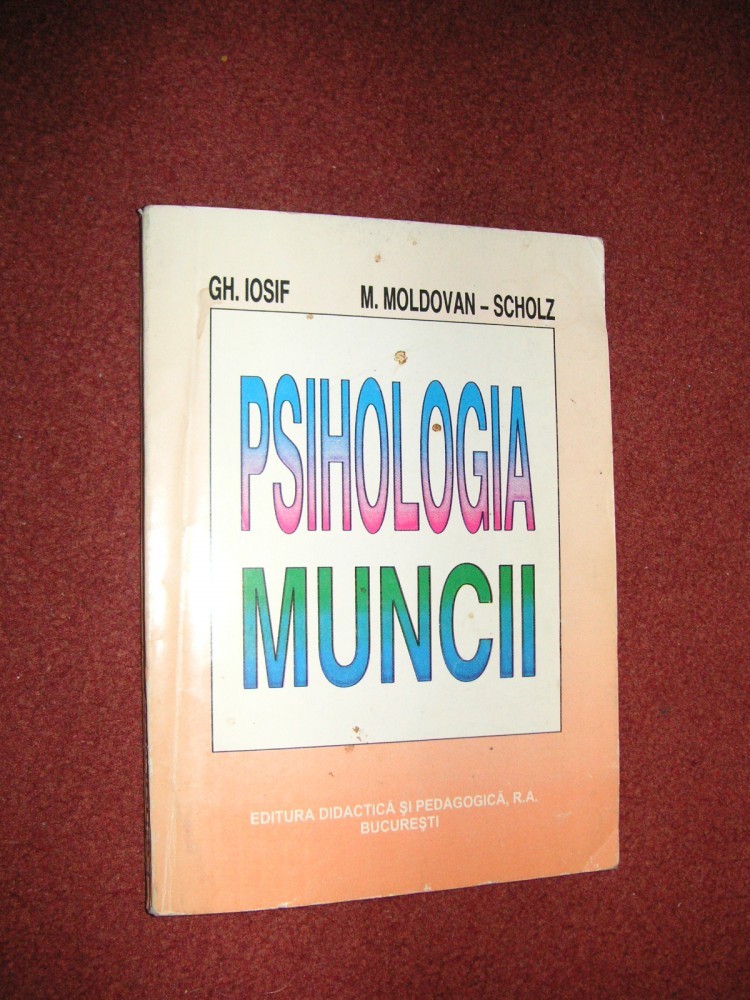 GH. IOSIF M. MOLDOVAN – SCHOLZ
PSIHOLOGIA
MUNCII
EDITURA DIDACTICĂ ŞI PEDAGOGICĂ, R.A.
BUCUREŞTI